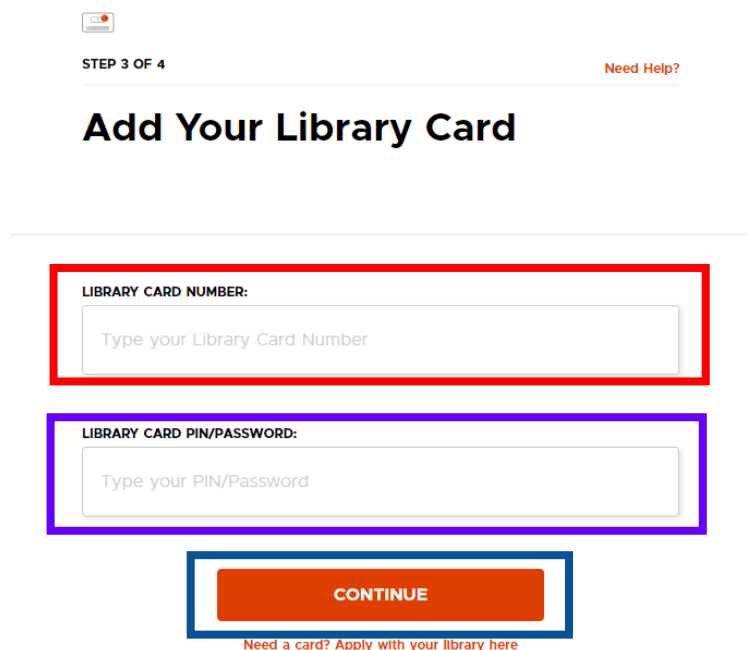 STEP 3 OF 4
Need Help?
Add Your Library Card
LIBRARY CARD NUMBER:
Type your Library Card Number
LIBRARY CARD PIN/PASSWORD:
Type your PIN/Password
CONTINUE
Need a card? Apply with your library here